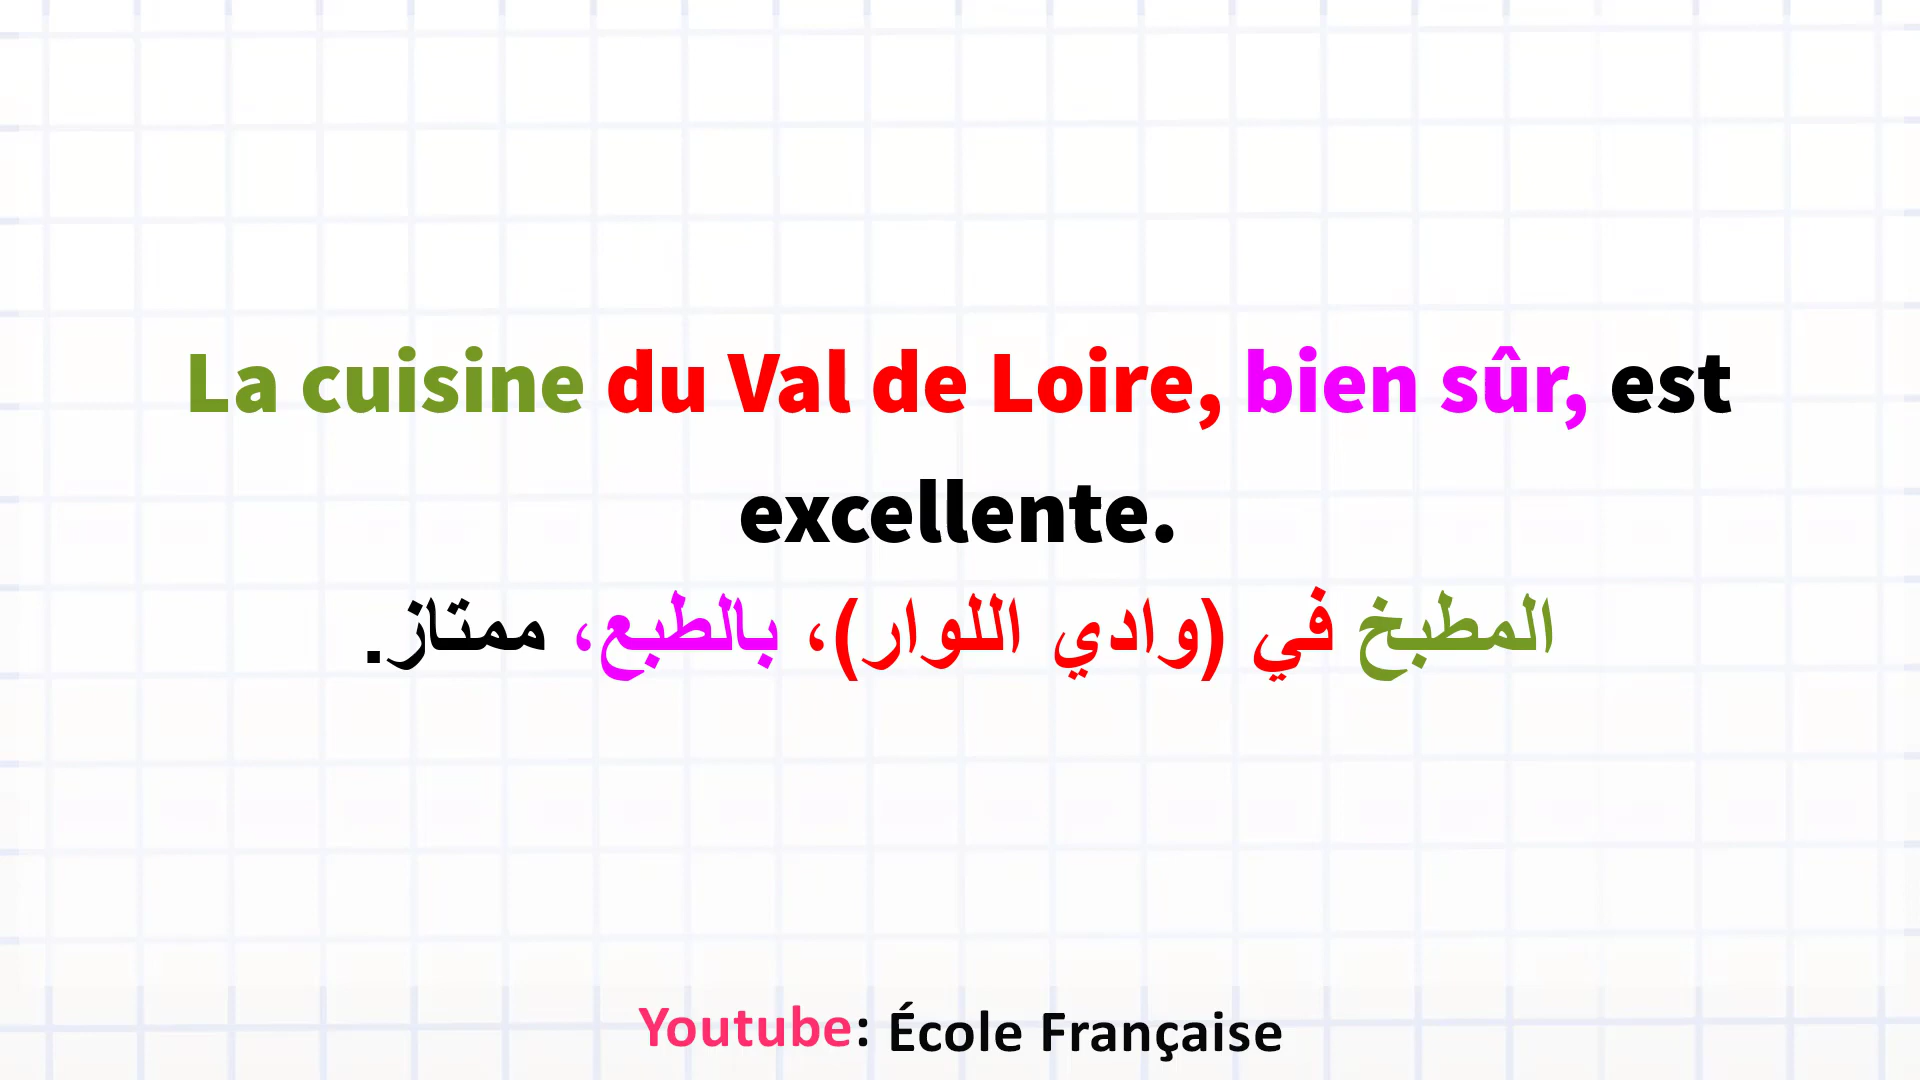 La cuisine du Val de Loire, bien sûr, est
excellente.
المطبخ في (وادي اللوار)، بالطبع، ممتاز.
Youtube: École Française